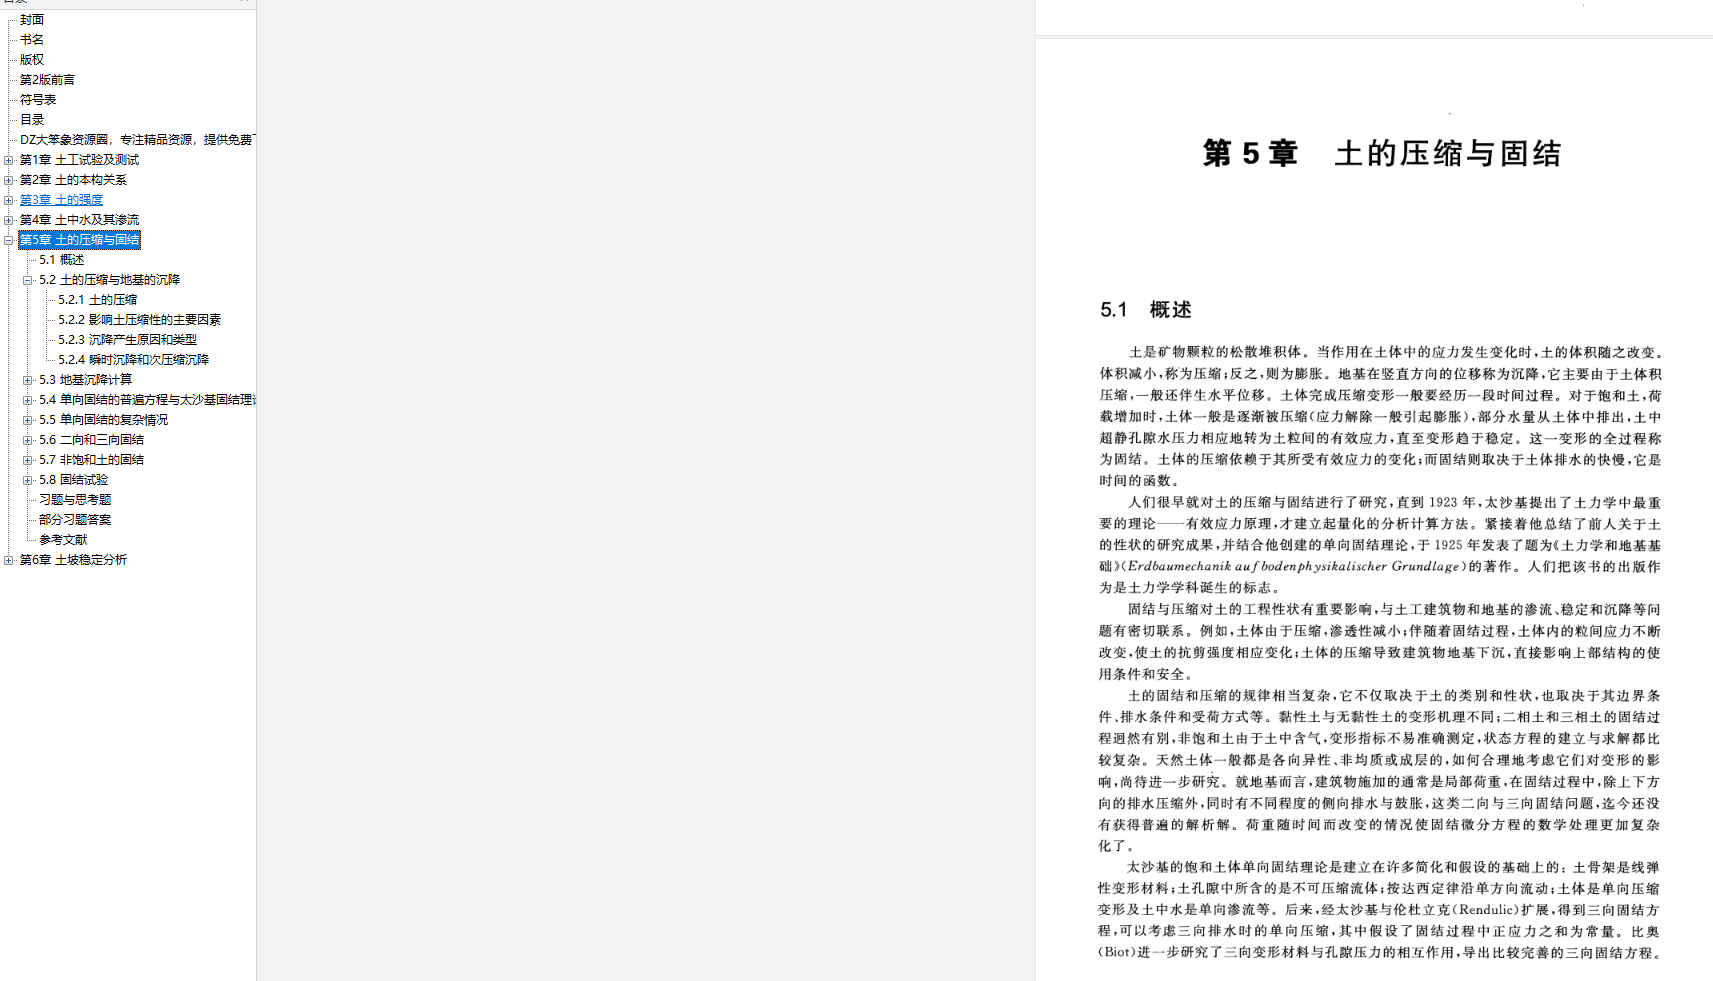 封面
书名
版权
第2版前言
符号表
目录
DZ大笨象资源圈，专注精品资源，提供免费
第1章 土工试验及测试
第2章 土的本构关系
第3章 土的强度
第4章 土中水及其渗流
第5章 土的压缩与固结
5.1 概述
5.2 土的压缩与地基的沉降
5.2.1 土的压缩
5.2.2 影响土压缩性的主要因素
5.2.3 沉降产生原因和类型
5.2.4 瞬时沉降和次压缩沉降
5.3 地基沉降计算
5.4 单向固结的普遍方程与太沙基固结理
5.5 单向固结的复杂情况
5.6 二向和三向固结
5.7 非饱和土的固结
5.8 固结试验
习题与思考题
部分习题答案
参考文献
第6章 土坡稳定分析
第 5 章 土的压缩与固结
5.1 概述
土是矿物颗粒的松散堆积体。当作用在土体中的应力发生变化时,土的体积随之改变。
体积减小,称为压缩;反之,则为膨胀。地基在竖直方向的位移称为沉降,它主要由于土体积
压缩,一般还伴生水平位移。土体完成压缩变形一般要经历一段时间过程。对于饱和土,荷
载增加时,土体一般是逐渐被压缩(应力解除一般引起膨胀),部分水量从土体中排出,土中
超静孔隙水压力相应地转为土粒间的有效应力,直至变形趋于稳定。这一变形的全过程称
为固结。土体的压缩依赖于其所受有效应力的变化;而固结则取决于土体排水的快慢,它是
时间的函数。
人们很早就对土的压缩与固结进行了研究,直到 1923 年,太沙基提出了土力学中最重
要的理论——有效应力原理,才建立起量化的分析计算方法。紧接着他总结了前人关于土
的性状的研究成果,并结合他创建的单向固结理论,于 1925 年发表了题为《土力学和地基基
础》(Erdbaumechanik auf bodenphysikalischer Grundlage)的著作。人们把该书的出版作
为是土力学学科诞生的标志。
固结与压缩对土的工程性状有重要影响,与土工建筑物和地基的渗流、稳定和沉降等问
题有密切联系。例如,土体由于压缩,渗透性减小;伴随着固结过程,土体内的粒间应力不断
改变,使土的抗剪强度相应变化;土体的压缩导致建筑物地基下沉,直接影响上部结构的使
用条件和安全。
土的固结和压缩的规律相当复杂,它不仅取决于土的类别和性状,也取决于其边界条
件、排水条件和受荷方式等。黏性土与无黏性土的变形机理不同;二相土和三相土的固结过
程迥然有别,非饱和土由于土中含气,变形指标不易准确测定,状态方程的建立与求解都比
较复杂。天然土体一般都是各向异性、非均质或成层的,如何合理地考虑它们对变形的影
响,尚待进一步研究。就地基而言,建筑物施加的通常是局部荷重,在固结过程中,除上下方
向的排水压缩外,同时有不同程度的侧向排水与鼓胀,这类二向与三向固结问题,迄今还没
有获得普遍的解析解。荷重随时间而改变的情况使固结微分方程的数学处理更加复杂
化了。
太沙基的饱和土体单向固结理论是建立在许多简化和假设的基础上的：土骨架是线弹
性变形材料;土孔隙中所含的是不可压缩流体;按达西定律沿单方向流动;土体是单向压缩
变形及土中水是单向渗流等。后来,经太沙基与伦杜立克(Rendulic)扩展,得到三向固结方
程,可以考虑三向排水时的单向压缩,其中假设了固结过程中正应力之和为常量。比奥
(Biot)进一步研究了三向变形材料与孔隙压力的相互作用,导出比较完善的三向固结方程。